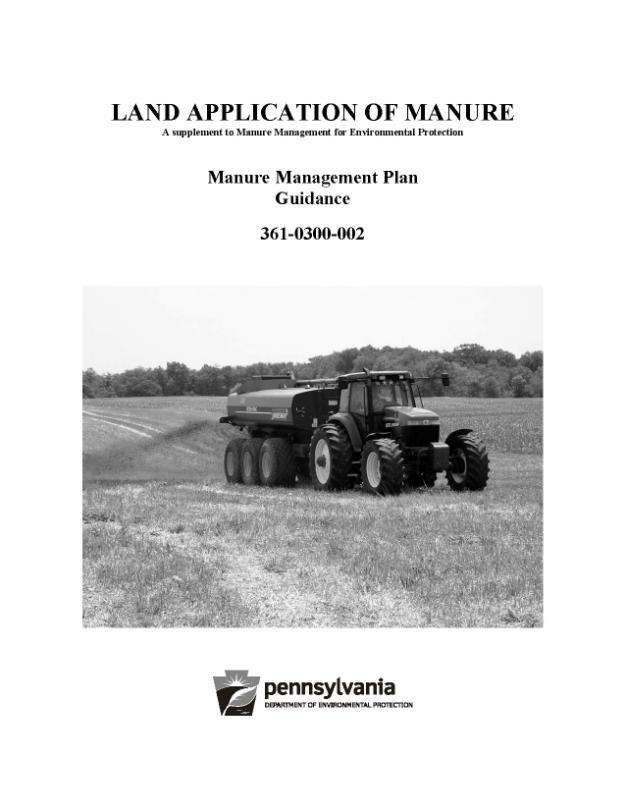 LAND APPLICATION OF MANURE
A supplement to Manure Management for Environmental Protection
Manure Management Plan
Guidance
361-0300-002
pennsylvania
DEPARTMENT OF ENVIRONMENTAL PROTECTION